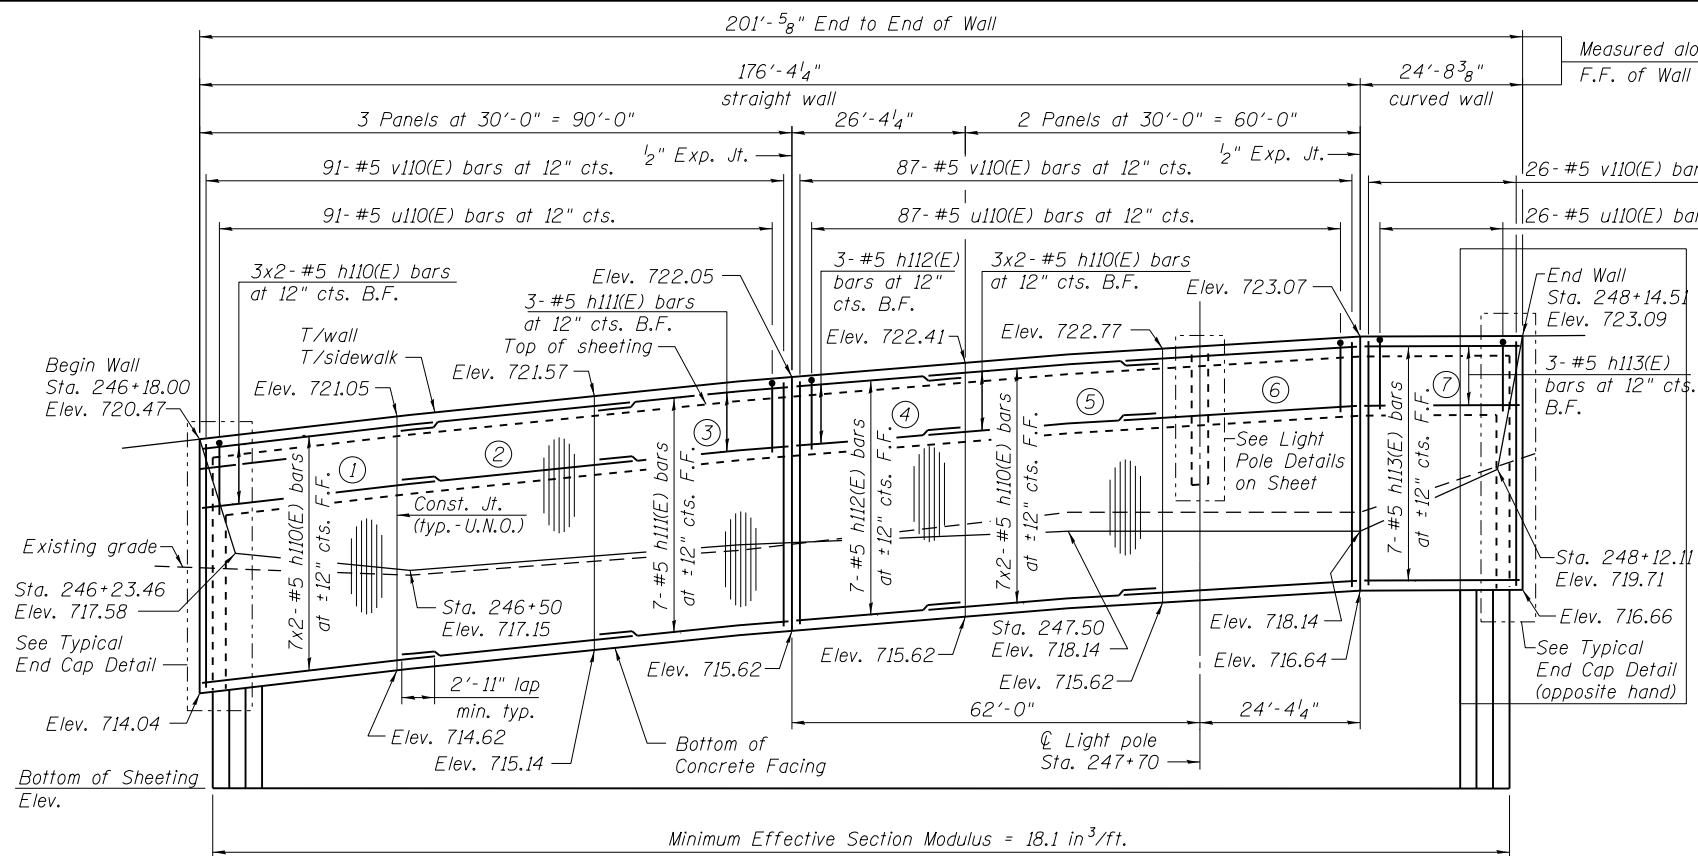 201'-5/8" End to End of Wall
Measured alo
F.F. of Wall
176'-4 1/4"
straight wall
24'-8 3/8"
curved wall
3 Panels at 30'-0" = 90'-0"
26'-4 1/4"
2 Panels at 30'-0" = 60'-0"
1/2" Exp. Jt.
1/2" Exp. Jt.
91- #5 v110(E) bars at 12" cts.
87- #5 v110(E) bars at 12" cts.
26- #5 v110(E) bar
91- #5 u110(E) bars at 12" cts.
87- #5 u110(E) bars at 12" cts.
26- #5 u110(E) bar
3x2- #5 h110(E) bars
at 12" cts. B.F.
Elev. 722.05
3- #5 h111(E) bars
at 12" cts. B.F.
3- #5 h112(E)
bars at 12"
cts. B.F.
3x2- #5 h110(E) bars
at 12" cts. B.F.
Elev. 723.07
End Wall
Sta. 248+14.51
Elev. 723.09
T/wall
T/sidewalk
Top of sheeting
Elev. 722.41
Elev. 722.77
Begin Wall
Sta. 246+18.00
Elev. 720.47
Elev. 721.05
Elev. 721.57
3- #5 h113(E)
bars at 12" cts.
B.F.
1
2
3
4
5
6
7
7x2- #5 h110(E) bars
at ±12" cts. F.F.
7- #5 h111(E) bars
at ±12" cts. F.F.
7- #5 h112(E) bars
at ±12" cts. F.F.
7x2- #5 h110(E) bars
at ±12" cts. F.F.
7- #5 h113(E) bars
at ±12" cts. F.F.
See Light
Pole Details
on Sheet
Const. Jt.
(typ.-U.N.O.)
Existing grade
Sta. 246+23.46
Elev. 717.58
Sta. 246+50
Elev. 717.15
Sta. 248+12.11
Elev. 719.71
See Typical
End Cap Detail
Sta. 247.50
Elev. 718.14
Elev. 718.14
Elev. 716.66
Elev. 715.62
Elev. 715.62
Elev. 716.64
Elev. 715.62
See Typical
End Cap Detail
(opposite hand)
2'-11" lap
min. typ.
Elev. 714.04
Elev. 714.62
Elev. 715.14
Bottom of
Concrete Facing
62'-0"
24'-4 1/4"
℄ Light pole
Sta. 247+70
Bottom of Sheeting
Elev.
Minimum Effective Section Modulus = 18.1 in³/ft.